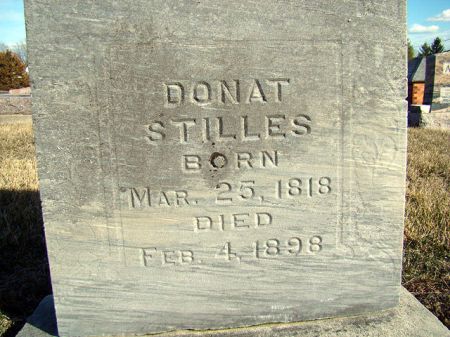 DONAT
STILLES
BORN
MAR. 25, 1818
DIED
FEB. 4, 1898